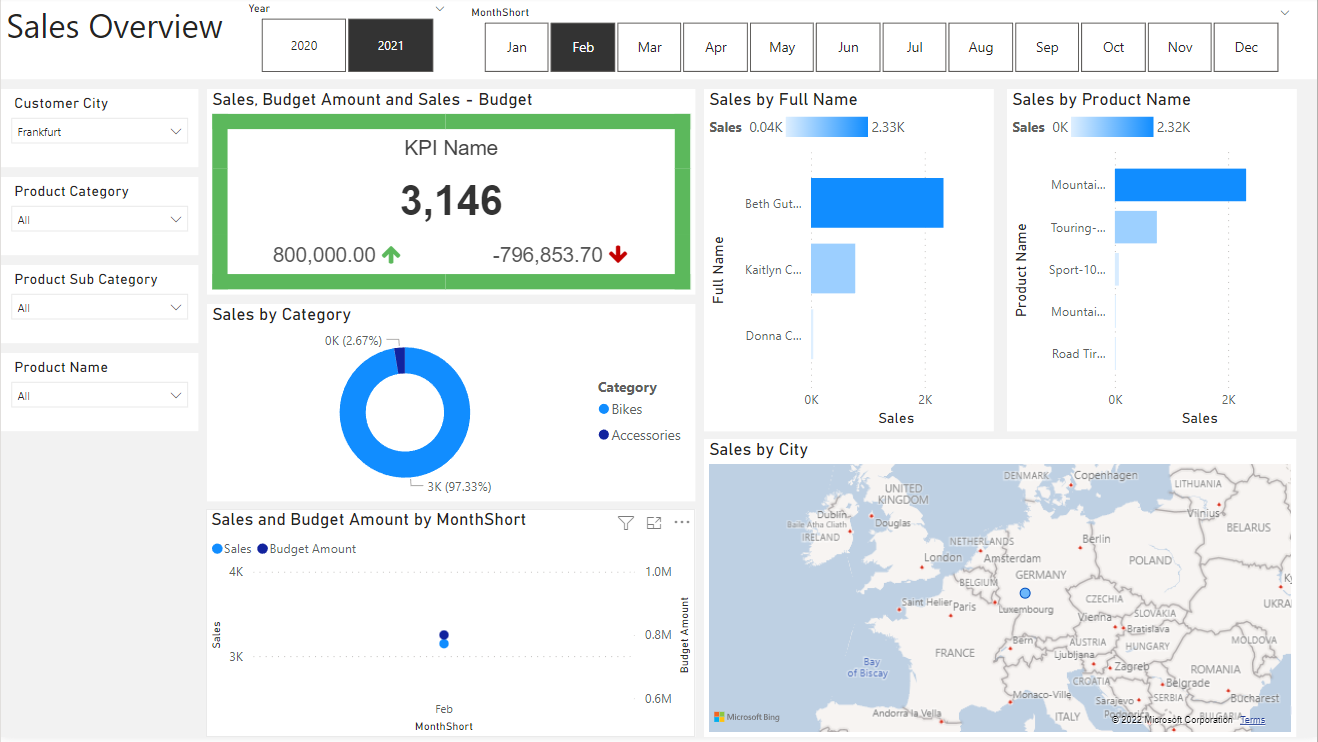 Sales Overview
Year
2020
2021
MonthShort
Jan
Feb
Mar
Apr
May
Jun
Jul
Aug
Sep
Oct
Nov
Dec
Customer City
Frankfurt
Product Category
All
Product Sub Category
All
Product Name
All
Sales, Budget Amount and Sales - Budget
KPI Name
3,146
800,000.00
-796,853.70
Sales by Category
0K (2.67%)
3K (97.33%)
Category
Bikes
Accessories
Sales and Budget Amount by MonthShort
Sales
Budget Amount
4K
3K
1.0M
0.8M
0.6M
Sales
Budget Amount
Feb
MonthShort
Sales by Full Name
Sales 0.04K 2.33K
Full Name
Beth Gut...
Kaitlyn C...
Donna C...
0K
2K
Sales
Sales by Product Name
Sales 0K 2.32K
Product Name
Mountai...
Touring-...
Sport-10...
Mountai...
Road Tir...
0K
2K
Sales
Sales by City
DENMARK
Copenhagen
LITHUANIA
Vilnius
UNITED
KINGDOM
Dublin
Baile Átha Cliath
IRELAND
Douglas
BELARUS
NETHERLANDS
Amsterdam
Berlin
London
POLAND
BELGIUM
GERMANY
Luxembourg
Saint Helier
Paris
CZECHIA
UKRA
SLOVAKIA
Vienna
Bratislava
Bern
AUSTRIA
HUNGARY
MOLDOVA
FRANCE
Ljubljana
Zagreb
ROMANIA
Bay
of Biscay
CROATIA
Belgrade
Monaco-Ville
Sarajevo
SERBIA
Bucharest
Andorra la Vella
ITALY
BULGARIA
Microsoft Bing
© 2022 Microsoft Corporation
Terms